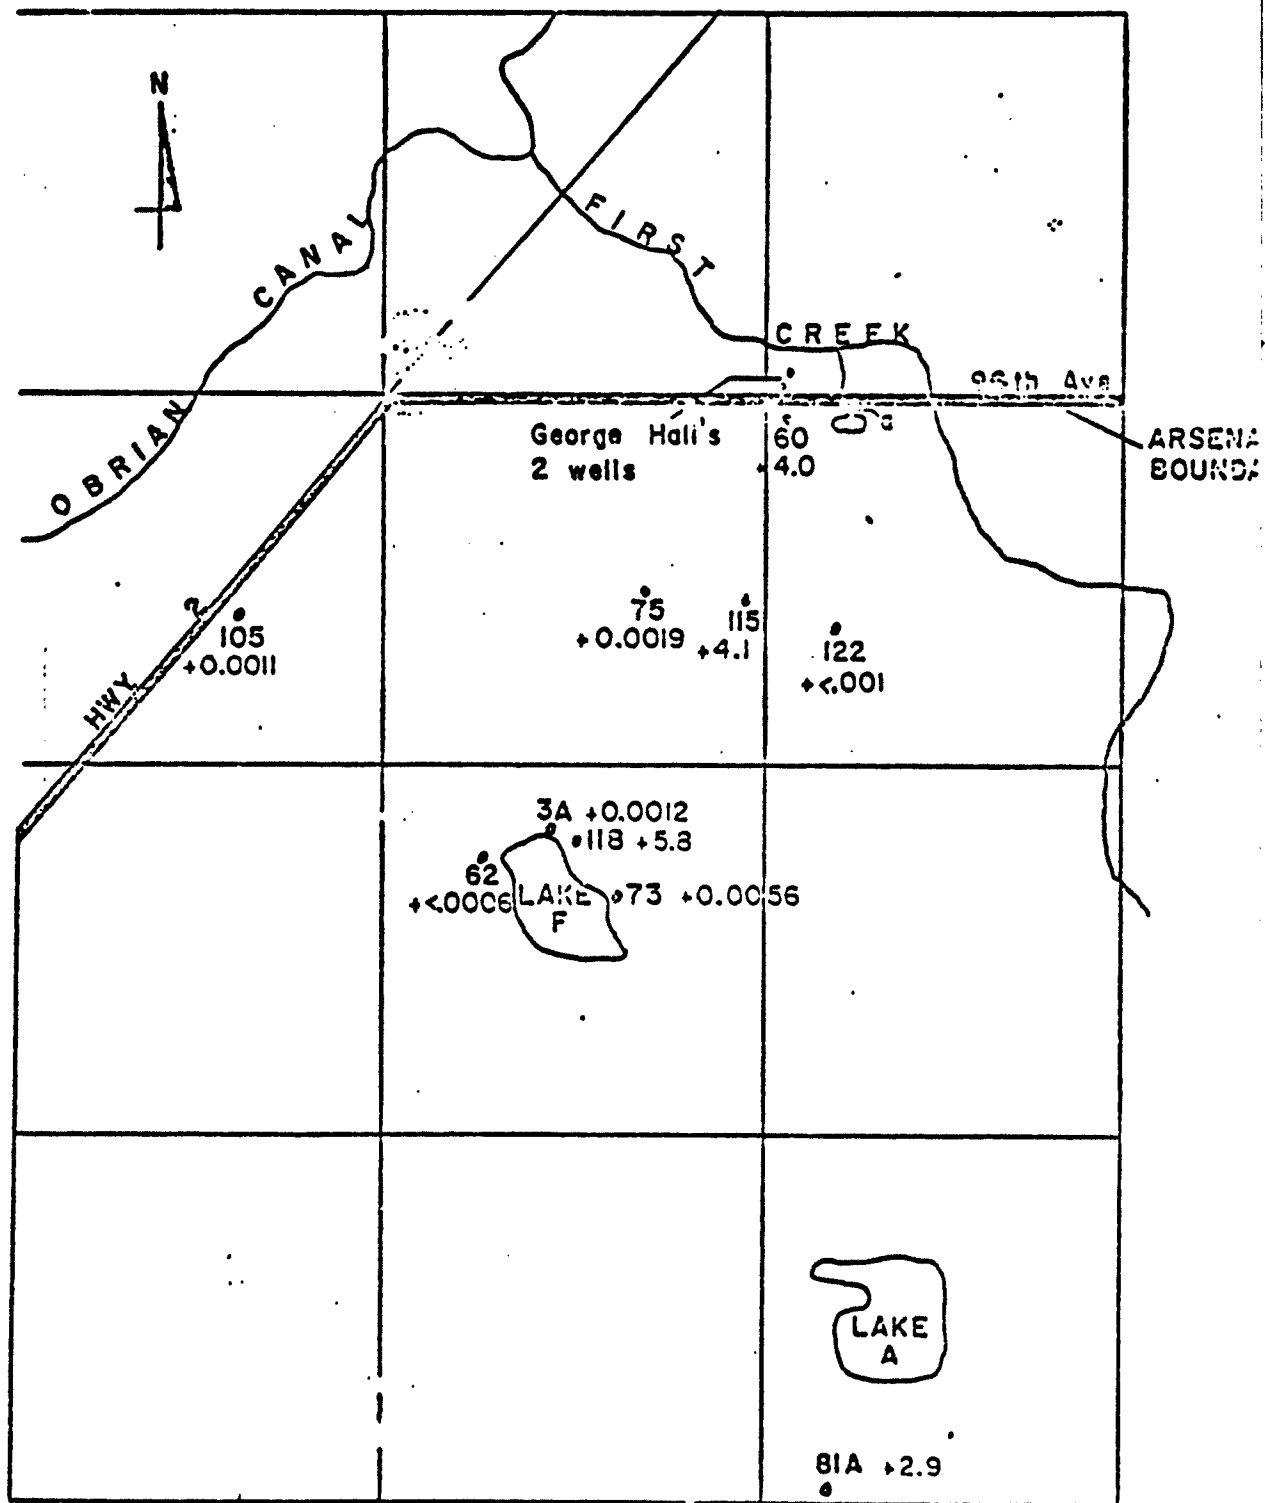 N
OBRIAN CANAL
FIRST CREEK
96th Ave
George Hall's
2 wells
60
+4.0
ARSENA
BOUNDA
HWY 2
105
+0.0011
75
+0.0019
115
+4.1
122
+<.001
3A +0.0012
118 +5.8
62
+<.0006
LAKE
F
73 +0.0056
LAKE
A
81A +2.9